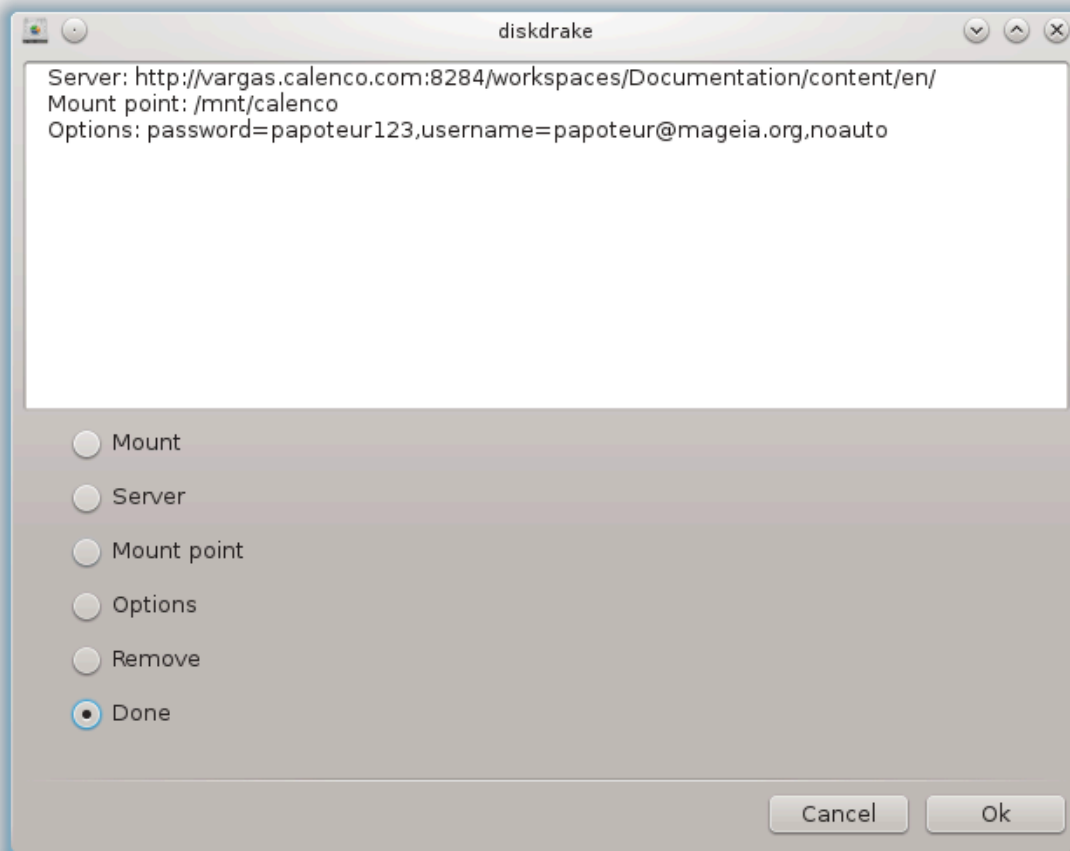 diskdrake
Server: http://vargas.calenco.com:8284/workspaces/Documentation/content/en/
Mount point: /mnt/calenco
Options: password=papoteur123,username=papoteur@mageia.org,noauto
Mount
Server
Mount point
Options
Remove
Done
Cancel
Ok